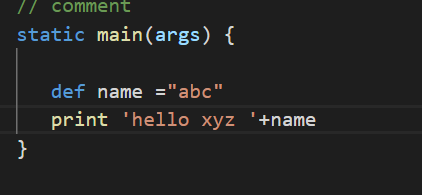 // comment
static main(args) {
def name ="abc"
print 'hello xyz '+name
}